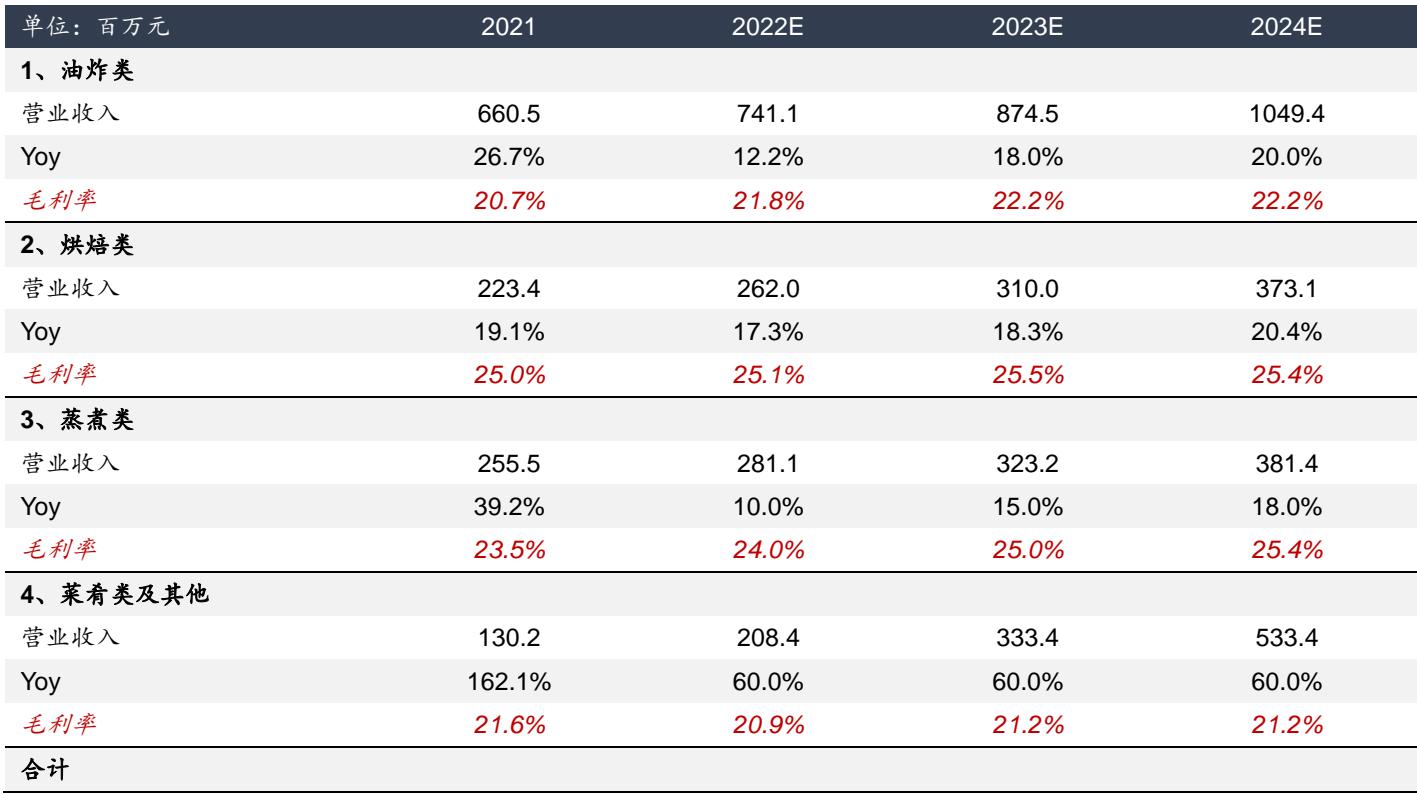 单位：百万元 2021 2022E 2023E 2024E
1、油炸类
营业收入 660.5 741.1 874.5 1049.4
Yoy 26.7% 12.2% 18.0% 20.0%
毛利率 20.7% 21.8% 22.2% 22.2%
2、烘焙类
营业收入 223.4 262.0 310.0 373.1
Yoy 19.1% 17.3% 18.3% 20.4%
毛利率 25.0% 25.1% 25.5% 25.4%
3、蒸煮类
营业收入 255.5 281.1 323.2 381.4
Yoy 39.2% 10.0% 15.0% 18.0%
毛利率 23.5% 24.0% 25.0% 25.4%
4、菜肴类及其他
营业收入 130.2 208.4 333.4 533.4
Yoy 162.1% 60.0% 60.0% 60.0%
毛利率 21.6% 20.9% 21.2% 21.2%
合计